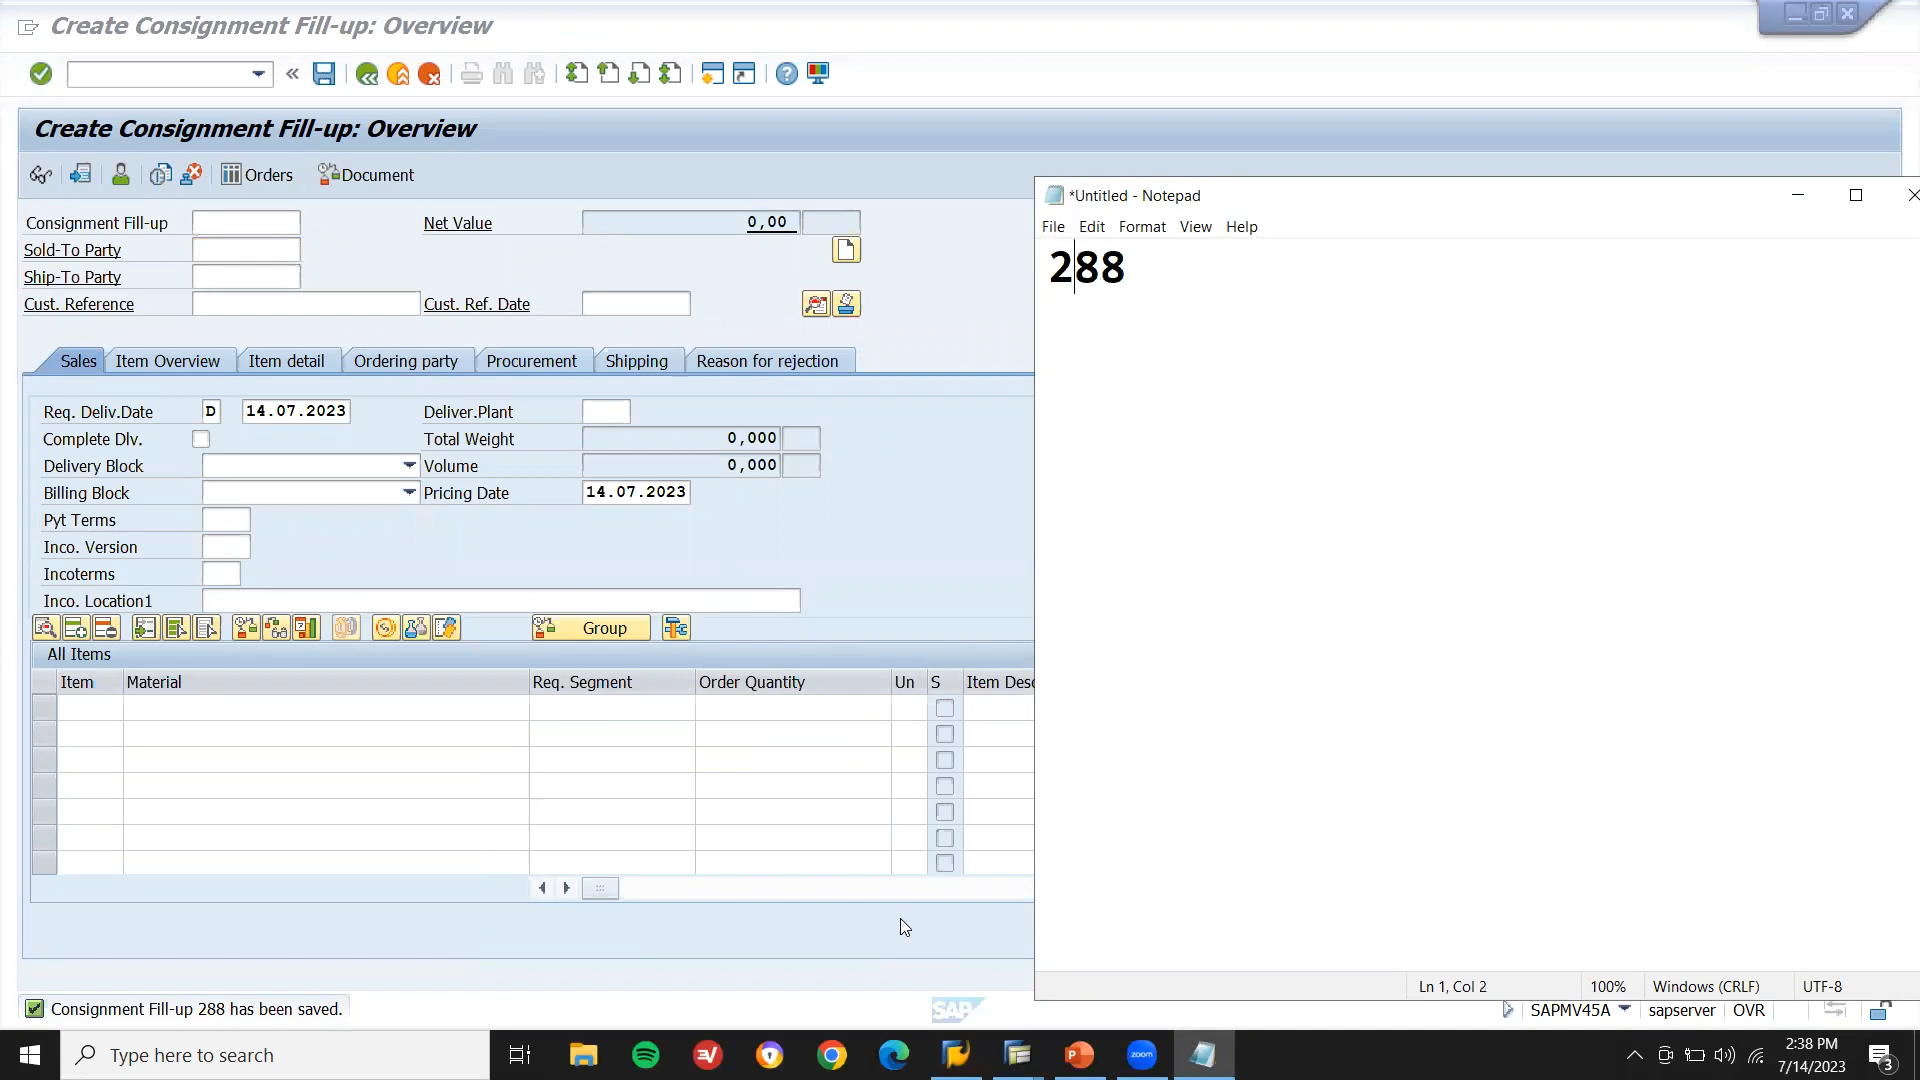 Create Consignment Fill-up: Overview
Create Consignment Fill-up: Overview
Orders
Document
Consignment Fill-up
Net Value
0,00
Sold-To Party
Ship-To Party
Cust. Reference
Cust. Ref. Date
Sales
Item Overview
Item detail
Ordering party
Procurement
Shipping
Reason for rejection
Req. Deliv.Date
D
14.07.2023
Deliver.Plant
Complete Dlv.
Total Weight
0,000
Delivery Block
Volume
0,000
Billing Block
Pricing Date
14.07.2023
Pyt Terms
Inco. Version
Incoterms
Inco. Location1
Group
All Items
Item
Material
Req. Segment
Order Quantity
Un
S
Item Desc
Consignment Fill-up 288 has been saved.
SAP
SAPMV45A
sapserver
OVR
*Untitled - Notepad
File Edit Format View Help
288
Ln 1, Col 2
100%
Windows (CRLF)
UTF-8
Type here to search
zoom
2:38 PM
7/14/2023
3